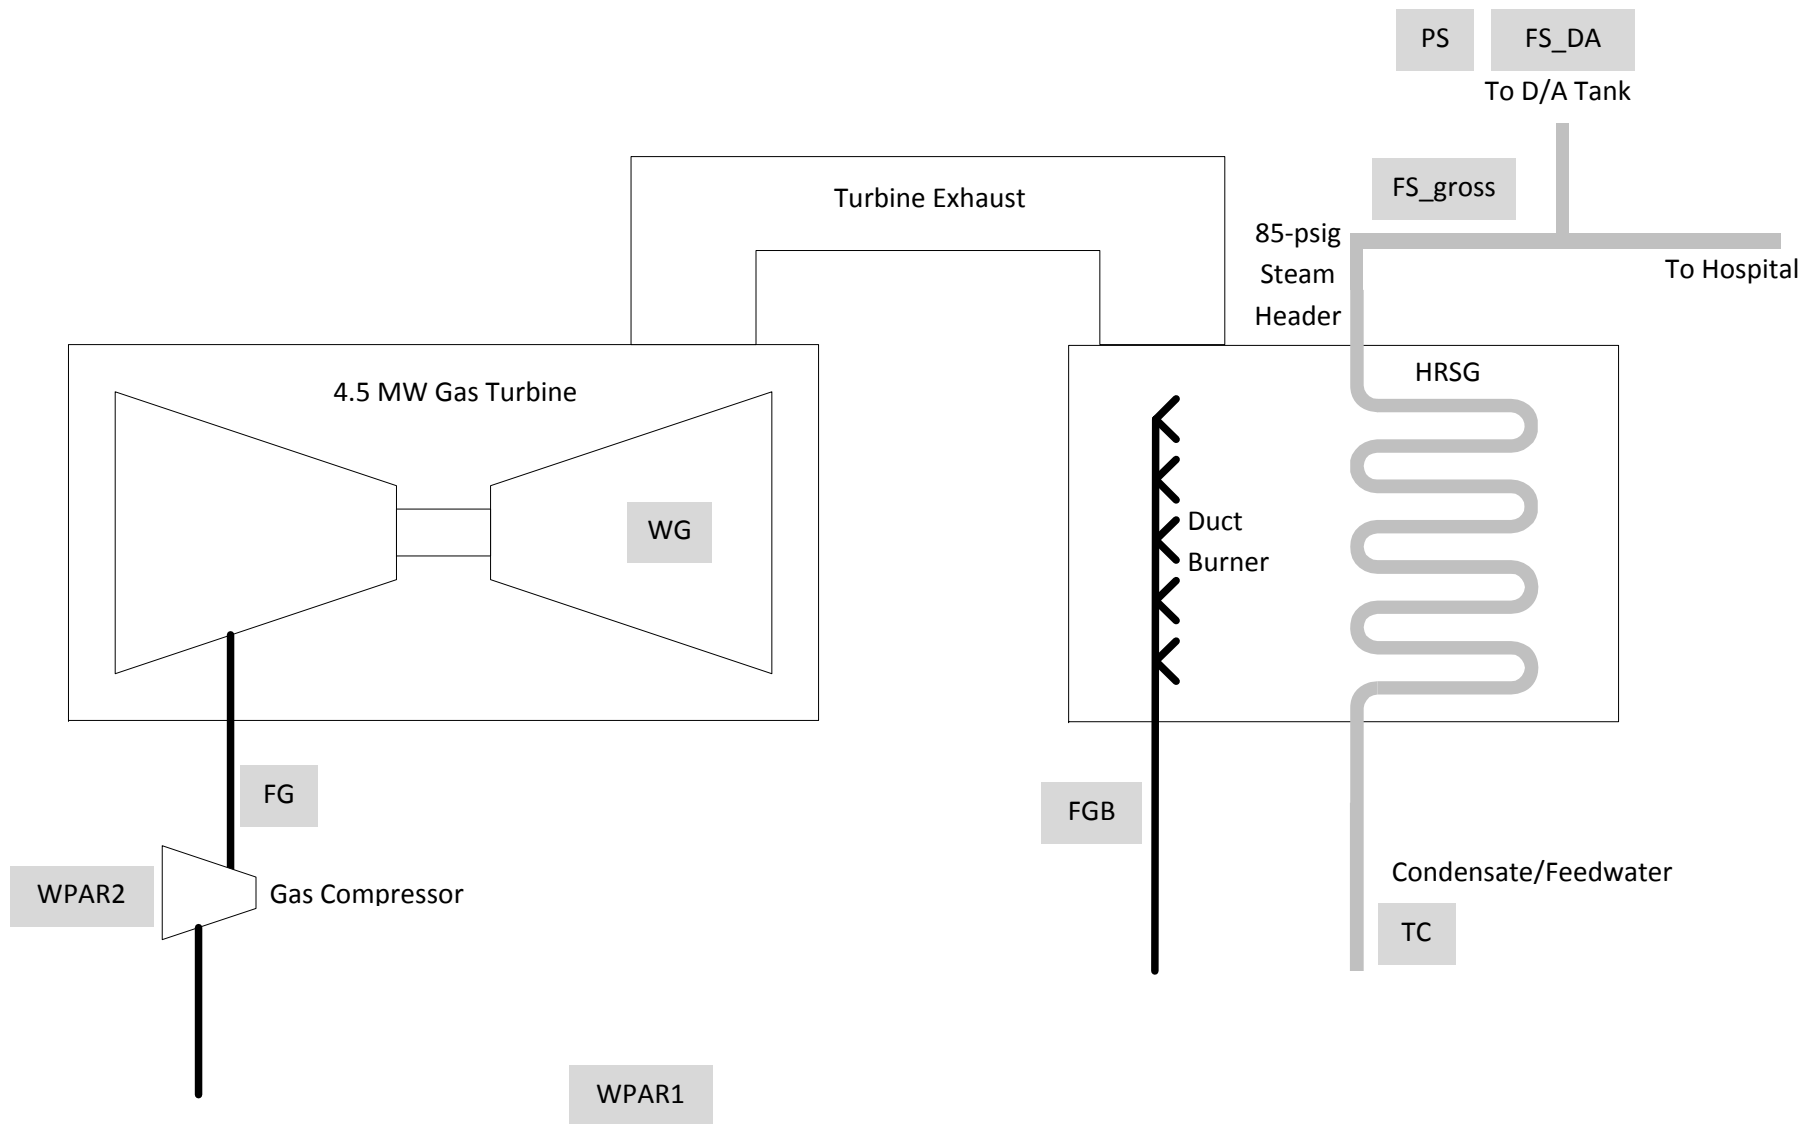 PS FS_DA
To D/A Tank
FS_gross
Turbine Exhaust
85-psig
Steam
Header
To Hospital
4.5 MW Gas Turbine
HRSG
WG
Duct
Burner
FG
FGB
WPAR2
Gas Compressor
Condensate/Feedwater
TC
WPAR1